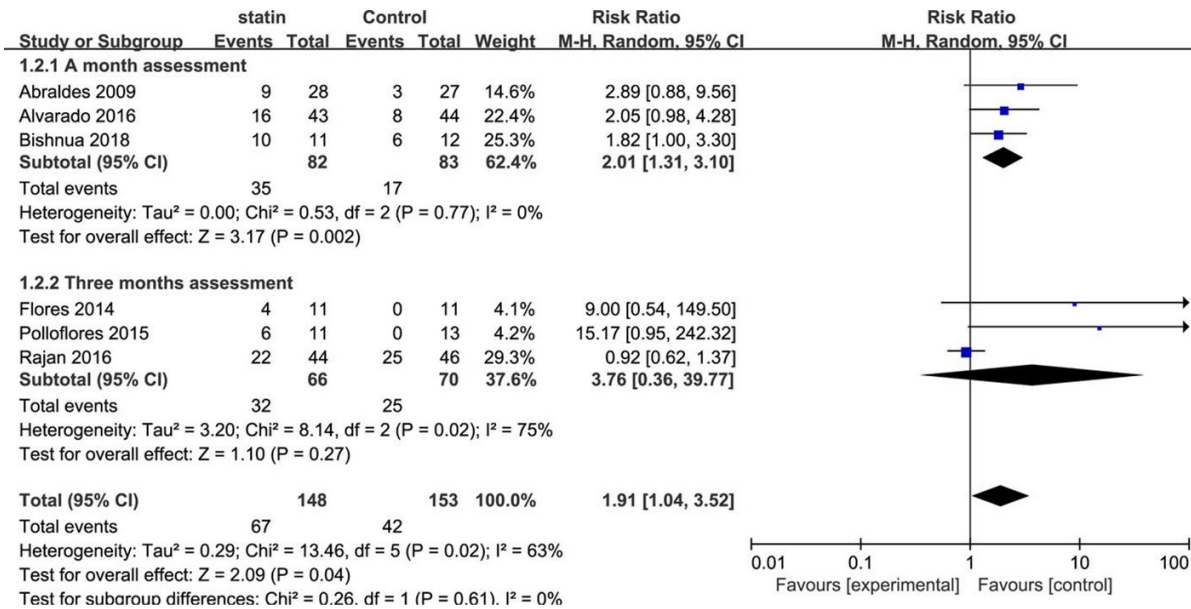 statin Control Risk Ratio Risk Ratio
Study or Subgroup Events Total Events Total Weight M-H, Random, 95% CI M-H, Random, 95% CI
1.2.1 A month assessment
Abraldes 2009 9 28 3 27 14.6% 2.89 [0.88, 9.56]
Alvarado 2016 16 43 8 44 22.4% 2.05 [0.98, 4.28]
Bishnua 2018 10 11 6 12 25.3% 1.82 [1.00, 3.30]
Subtotal (95% CI) 82 83 62.4% 2.01 [1.31, 3.10]
Total events 35 17
Heterogeneity: Tau² = 0.00; Chi² = 0.53, df = 2 (P = 0.77); I² = 0%
Test for overall effect: Z = 3.17 (P = 0.002)
1.2.2 Three months assessment
Flores 2014 4 11 0 11 4.1% 9.00 [0.54, 149.50]
Polloflores 2015 6 11 0 13 4.2% 15.17 [0.95, 242.32]
Rajan 2016 22 44 25 46 29.3% 0.92 [0.62, 1.37]
Subtotal (95% CI) 66 70 37.6% 3.76 [0.36, 39.77]
Total events 32 25
Heterogeneity: Tau² = 3.20; Chi² = 8.14, df = 2 (P = 0.02); I² = 75%
Test for overall effect: Z = 1.10 (P = 0.27)
Total (95% CI) 148 153 100.0% 1.91 [1.04, 3.52]
Total events 67 42
Heterogeneity: Tau² = 0.29; Chi² = 13.46, df = 5 (P = 0.02); I² = 63%
Test for overall effect: Z = 2.09 (P = 0.04)
Test for subgroup differences: Chi² = 0.26, df = 1 (P = 0.61), I² = 0%
0.01 0.1 1 10 100
Favours [experimental] Favours [control]